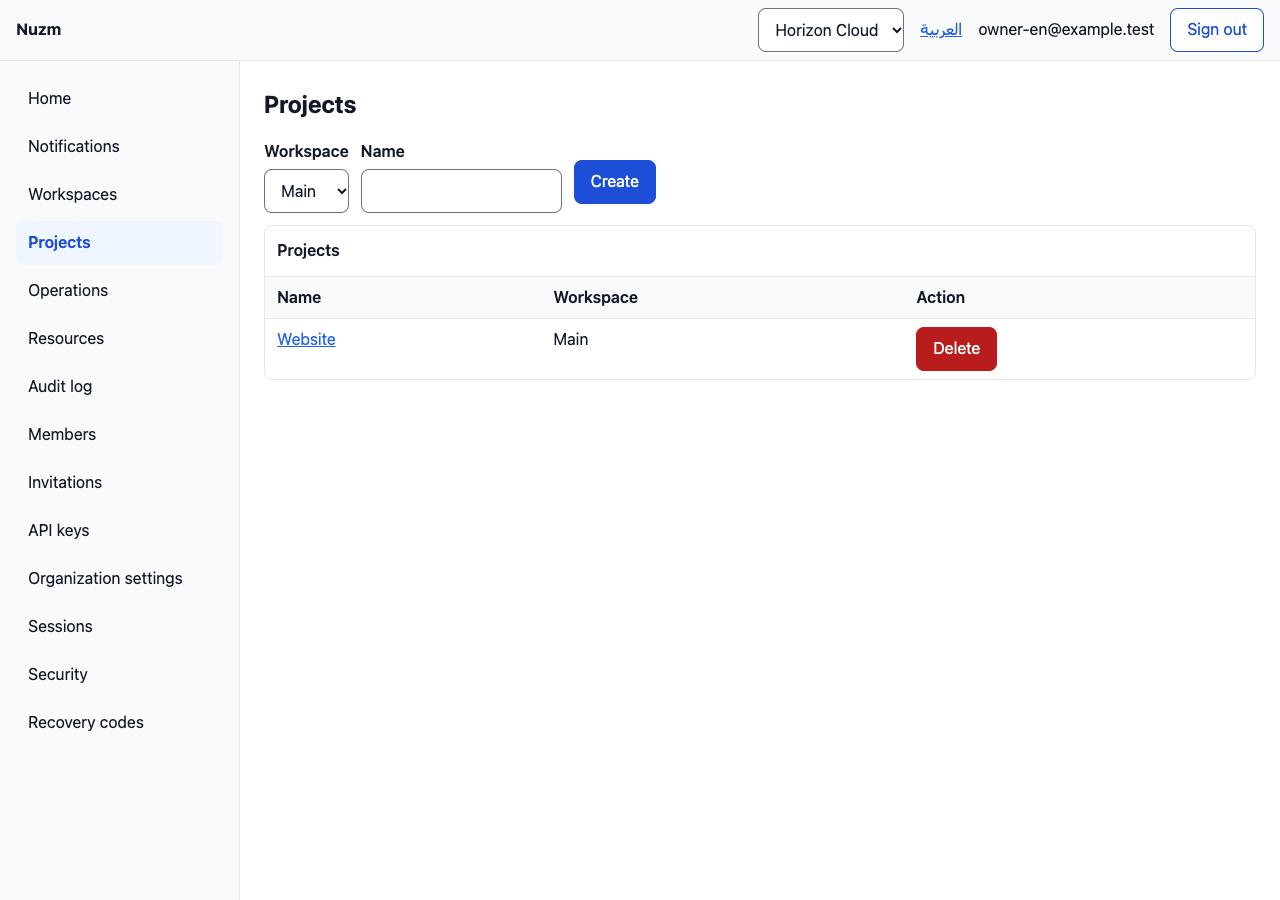 Nuzm
Horizon Cloud
العربية
owner-en@example.test
Sign out
Home
Notifications
Workspaces
Projects
Operations
Resources
Audit log
Members
Invitations
API keys
Organization settings
Sessions
Security
Recovery codes
Projects
Workspace Name
Main
Create
Projects
Name Workspace Action
Website Main Delete